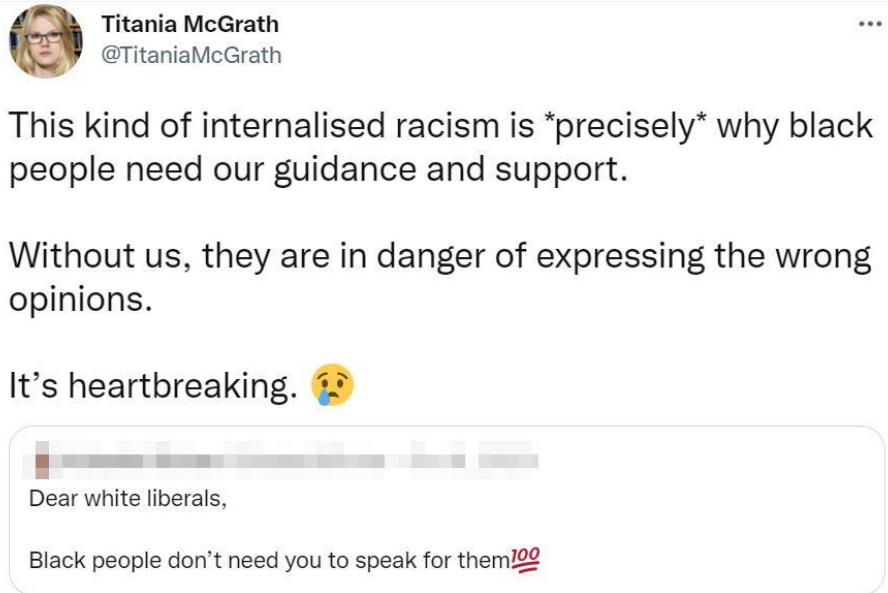 Titania McGrath
@TitaniaMcGrath
This kind of internalised racism is *precisely* why black
people need our guidance and support.
Without us, they are in danger of expressing the wrong
opinions.
It’s heartbreaking. 😢
Dear white liberals,
Black people don’t need you to speak for them💯